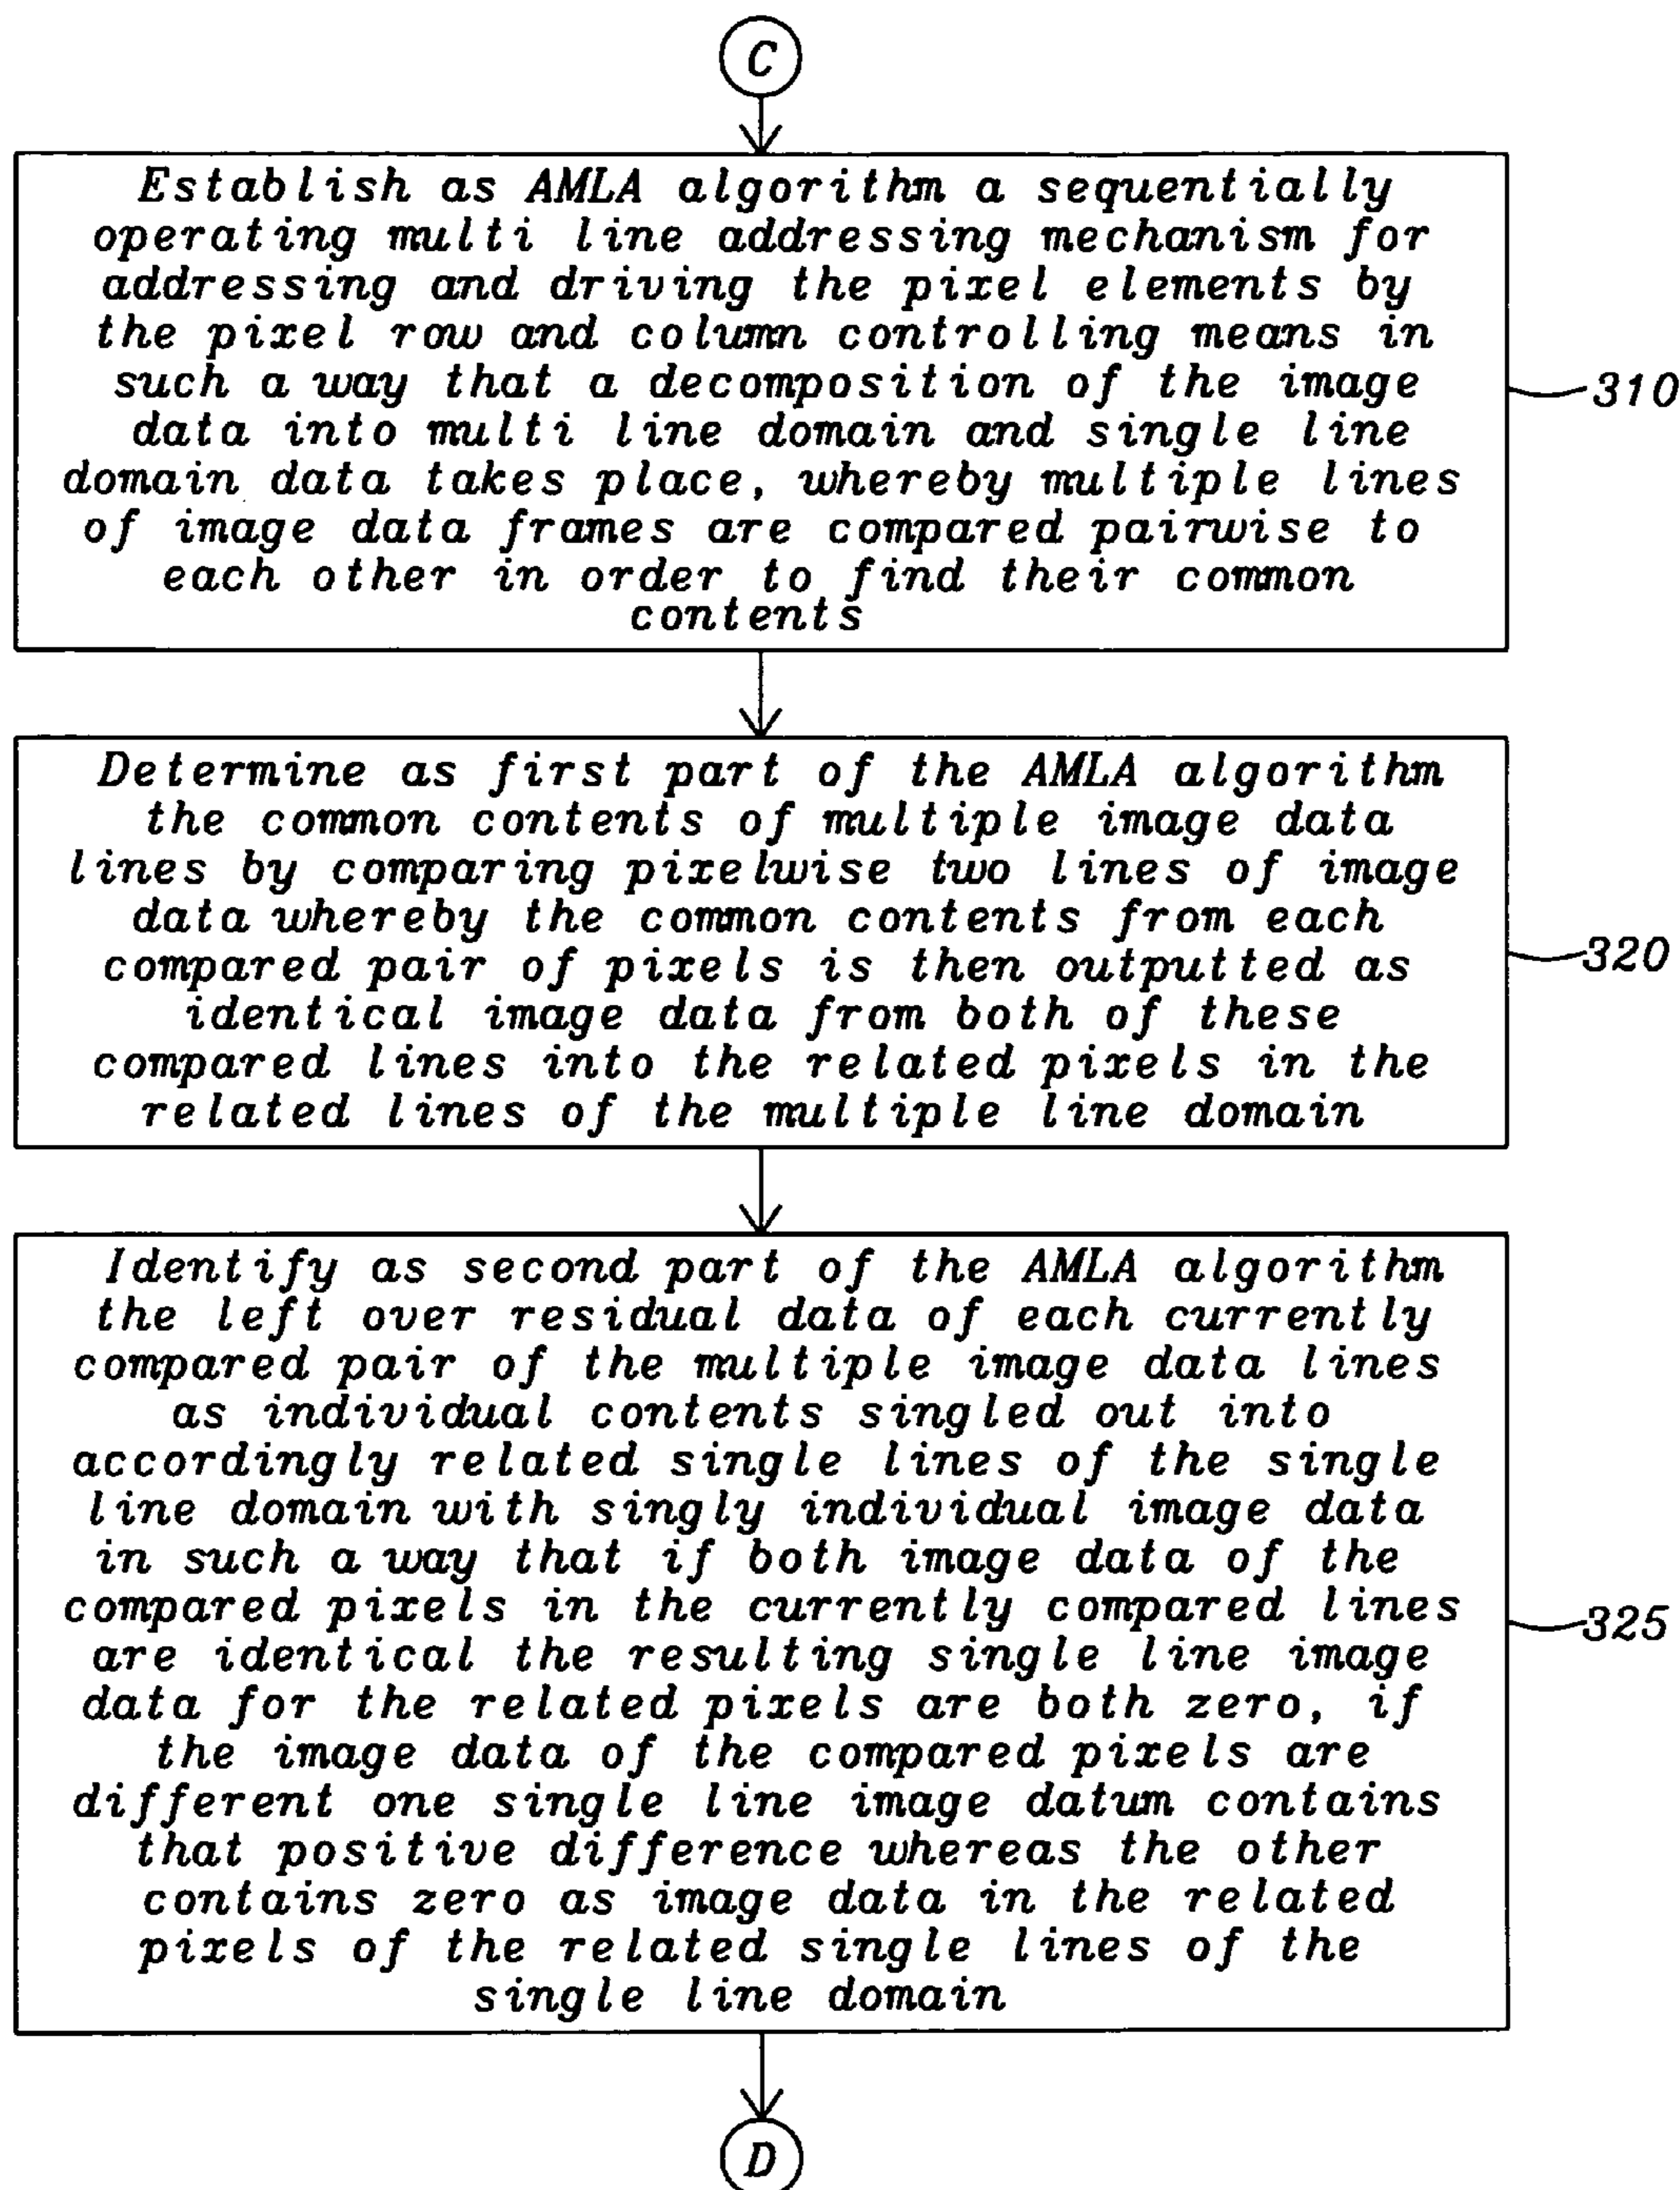 C
Establish as AMLA algorithm a sequentially
operating multi line addressing mechanism for
addressing and driving the pixel elements by
the pixel row and column controlling means in
such a way that a decomposition of the image
data into multi line domain and single line
domain data takes place, whereby multiple lines
of image data frames are compared pairwise to
each other in order to find their common
contents
310
Determine as first part of the AMLA algorithm
the common contents of multiple image data
lines by comparing pixelwise two lines of image
data whereby the common contents from each
compared pair of pixels is then outputted as
identical image data from both of these
compared lines into the related pixels in the
related lines of the multiple line domain
320
Identify as second part of the AMLA algorithm
the left over residual data of each currently
compared pair of the multiple image data lines
as individual contents singled out into
accordingly related single lines of the single
line domain with singly individual image data
in such a way that if both image data of the
compared pixels in the currently compared lines
are identical the resulting single line image
data for the related pixels are both zero, if
the image data of the compared pixels are
different one single line image datum contains
that positive difference whereas the other
contains zero as image data in the related
pixels of the related single lines of the
single line domain
325
D